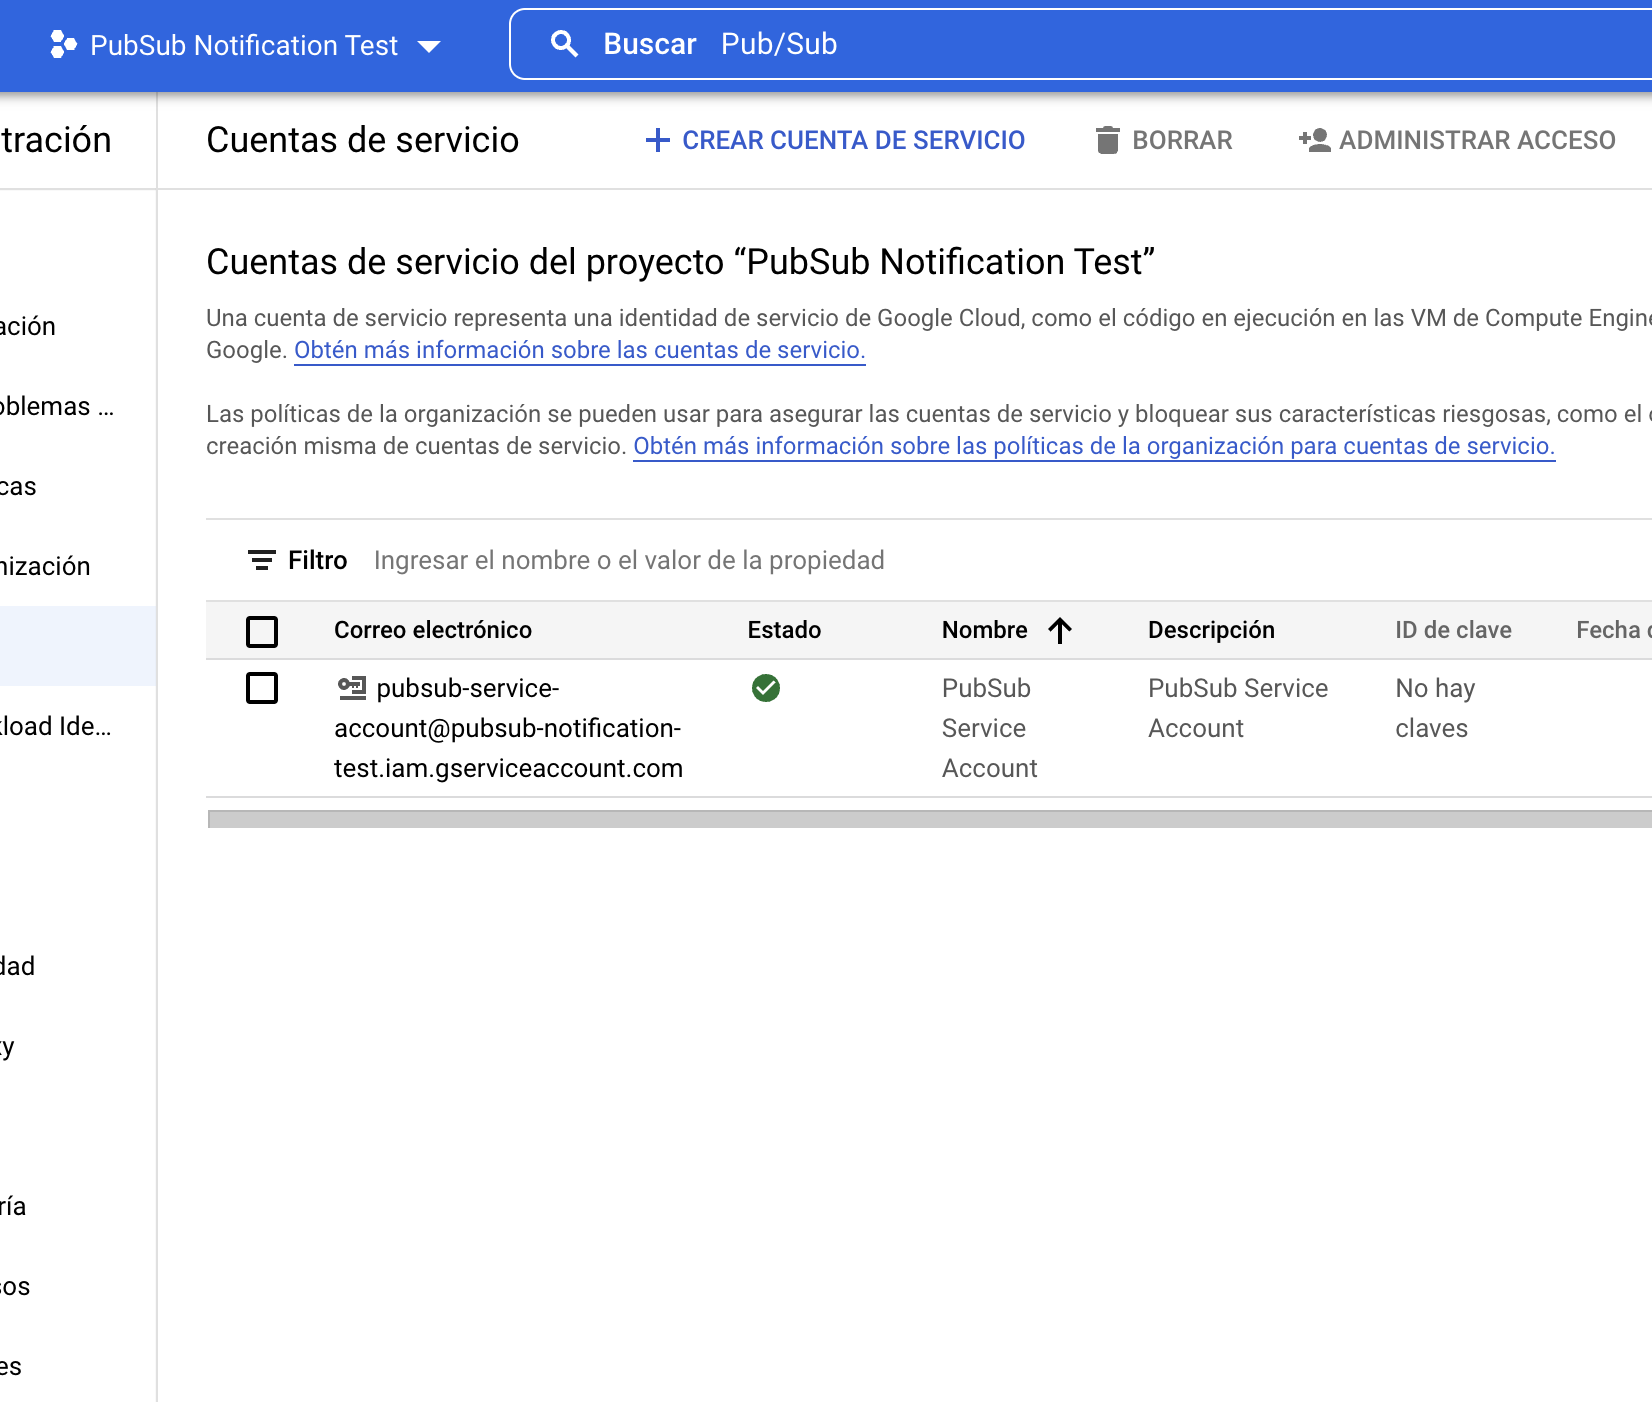 PubSub Notification Test
Buscar Pub/Sub
tración
Cuentas de servicio
CREAR CUENTA DE SERVICIO
BORRAR
ADMINISTRAR ACCESO
Cuentas de servicio del proyecto “PubSub Notification Test”
Una cuenta de servicio representa una identidad de servicio de Google Cloud, como el código en ejecución en las VM de Compute Engine
Google. Obtén más información sobre las cuentas de servicio.
Las políticas de la organización se pueden usar para asegurar las cuentas de servicio y bloquear sus características riesgosas, como el
creación misma de cuentas de servicio. Obtén más información sobre las políticas de la organización para cuentas de servicio.
ación
oblemas ...
cas
nización
kload Ide...
dad
xy
ría
sos
es
Filtro Ingresar el nombre o el valor de la propiedad
Correo electrónico Estado Nombre Descripción ID de clave Fecha
pubsub-service-
account@pubsub-notification-
test.iam.gserviceaccount.com
PubSub
Service
Account
PubSub Service
Account
No hay
claves